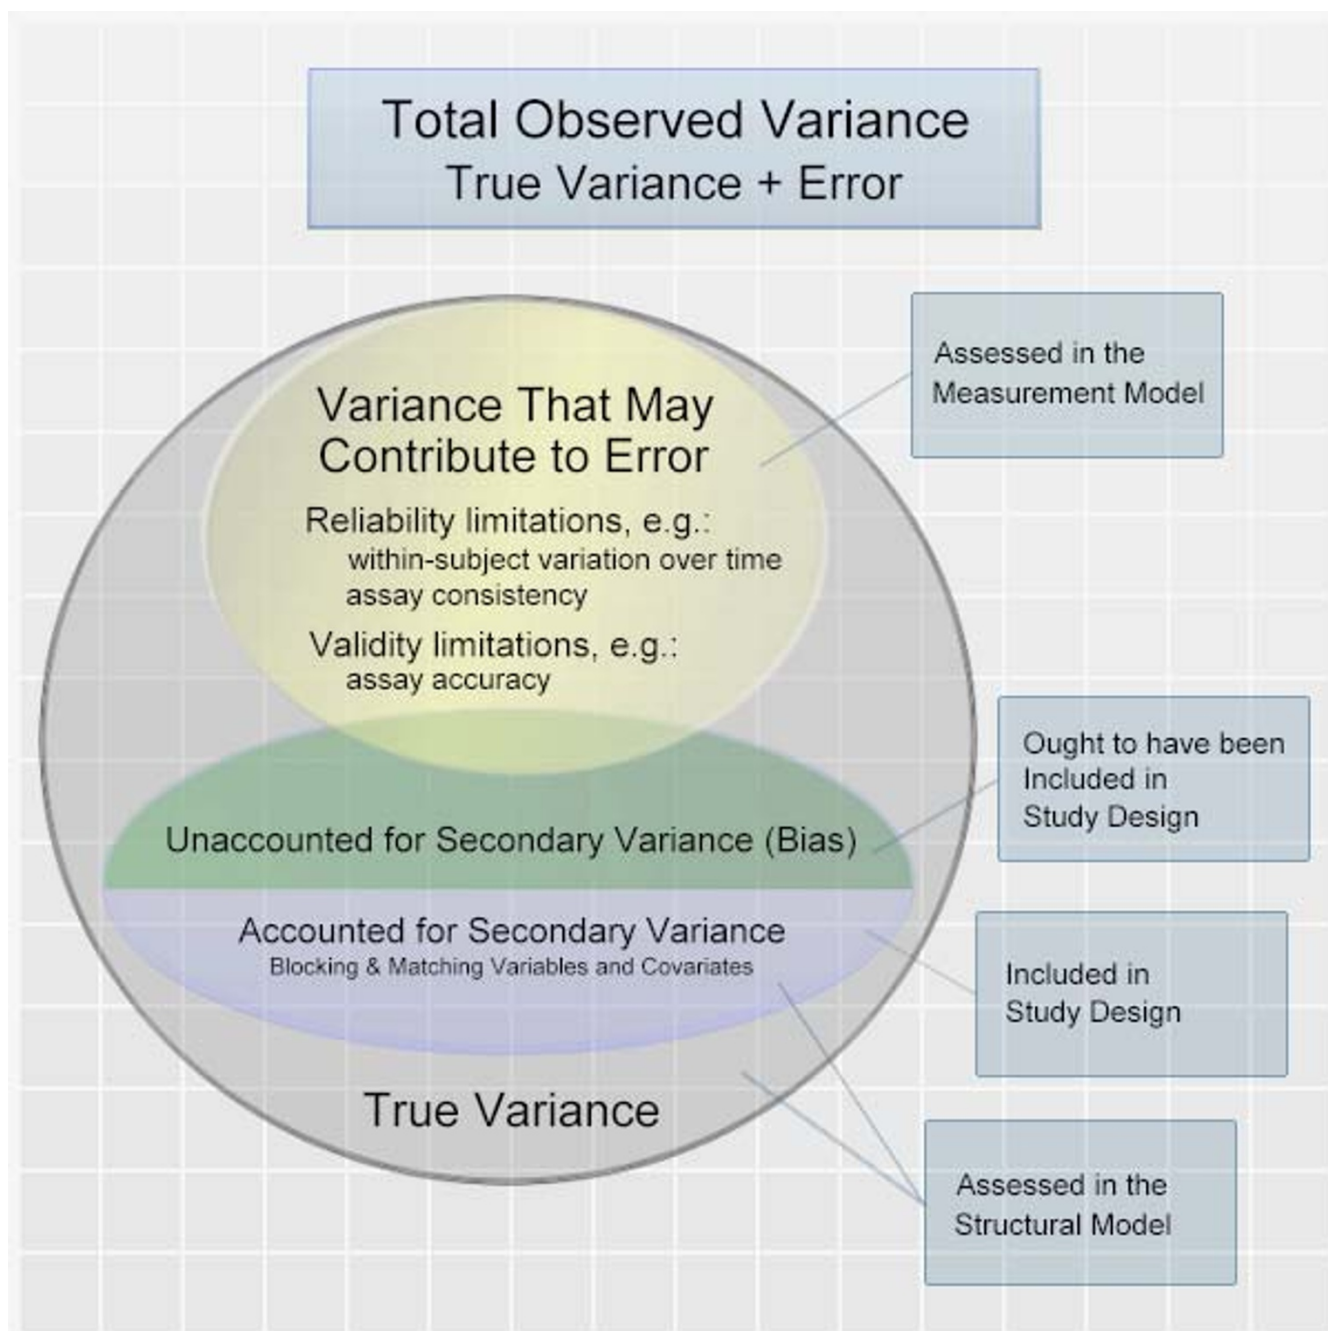 Total Observed Variance
True Variance + Error
Variance That May
Contribute to Error
Reliability limitations, e.g.:
within-subject variation over time
assay consistency
Validity limitations, e.g.:
assay accuracy
Unaccounted for Secondary Variance (Bias)
Accounted for Secondary Variance
Blocking & Matching Variables and Covariates
True Variance
Assessed in the
Measurement Model
Ought to have been
Included in
Study Design
Included in
Study Design
Assessed in the
Structural Model